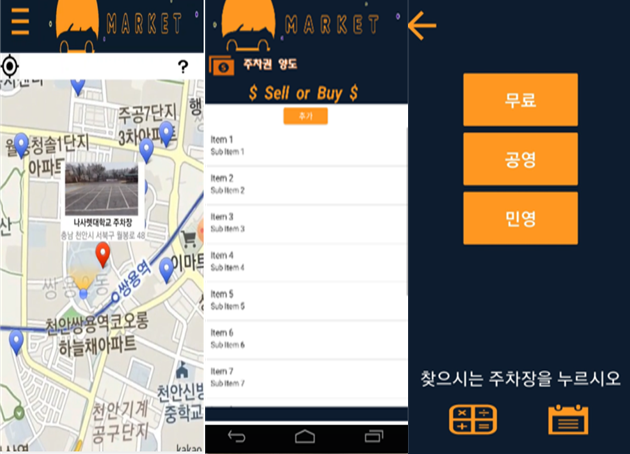 MARKET
?
주공7단지
3차아파트
행
월봉청솔1단지
아파트
나사렛대학교 주차장
충남 천안시 서북구 월봉로 48
이마트
쌍용역
쌍용동
천안쌍용역코오롱
하늘채아파트
천안신방
중학교
천안기계
공구단지
사역
kakao
MARKET
주차권 양도
$ Sell or Buy $
추가
Item 1
Sub Item 1
Item 2
Sub Item 2
Item 3
Sub Item 3
Item 4
Sub Item 4
Item 5
Sub Item 5
Item 6
Sub Item 6
Item 7
Sub Item 7
무료
공영
민영
찾으시는 주차장을 누르시오